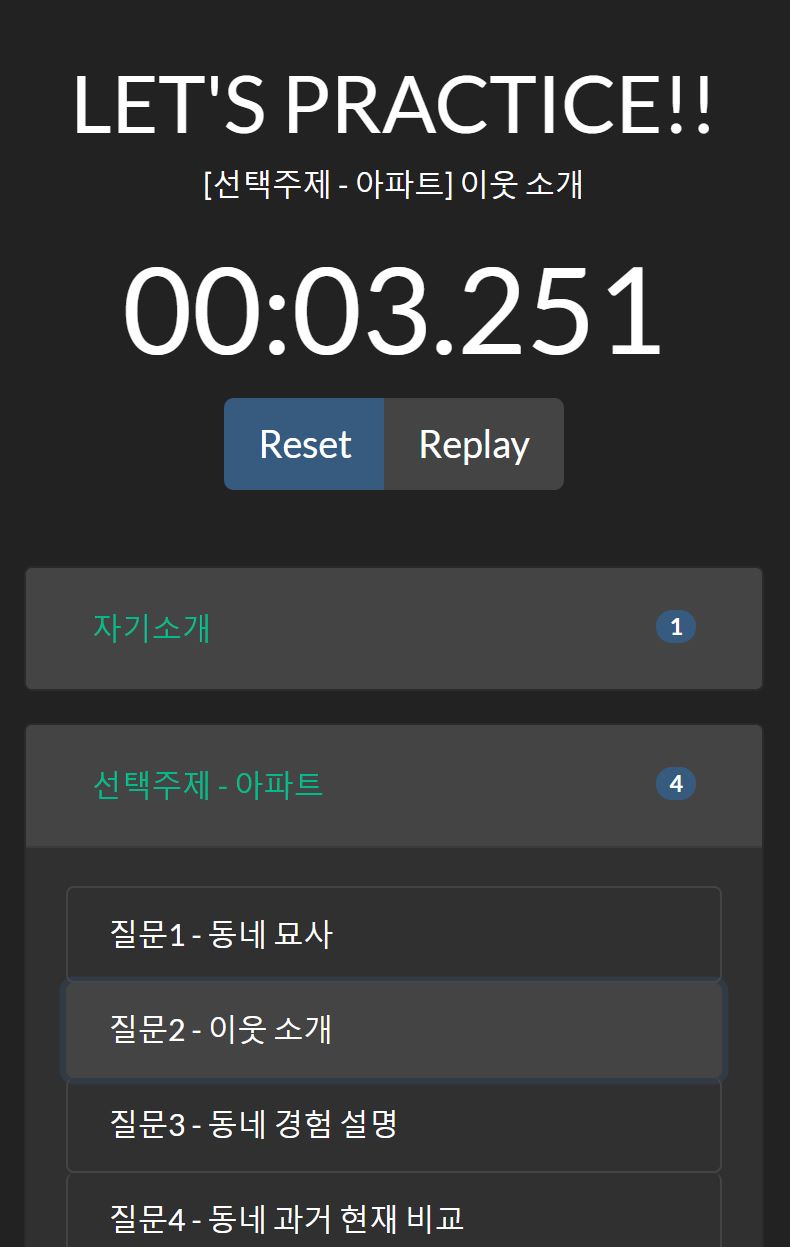 LET'S PRACTICE!!
[선택주제 - 아파트] 이웃 소개
00:03.251
Reset Replay
자기소개 1
선택주제 - 아파트 4
질문1 - 동네 묘사
질문2 - 이웃 소개
질문3 - 동네 경험 설명
질문4 - 동네 과거 현재 비교